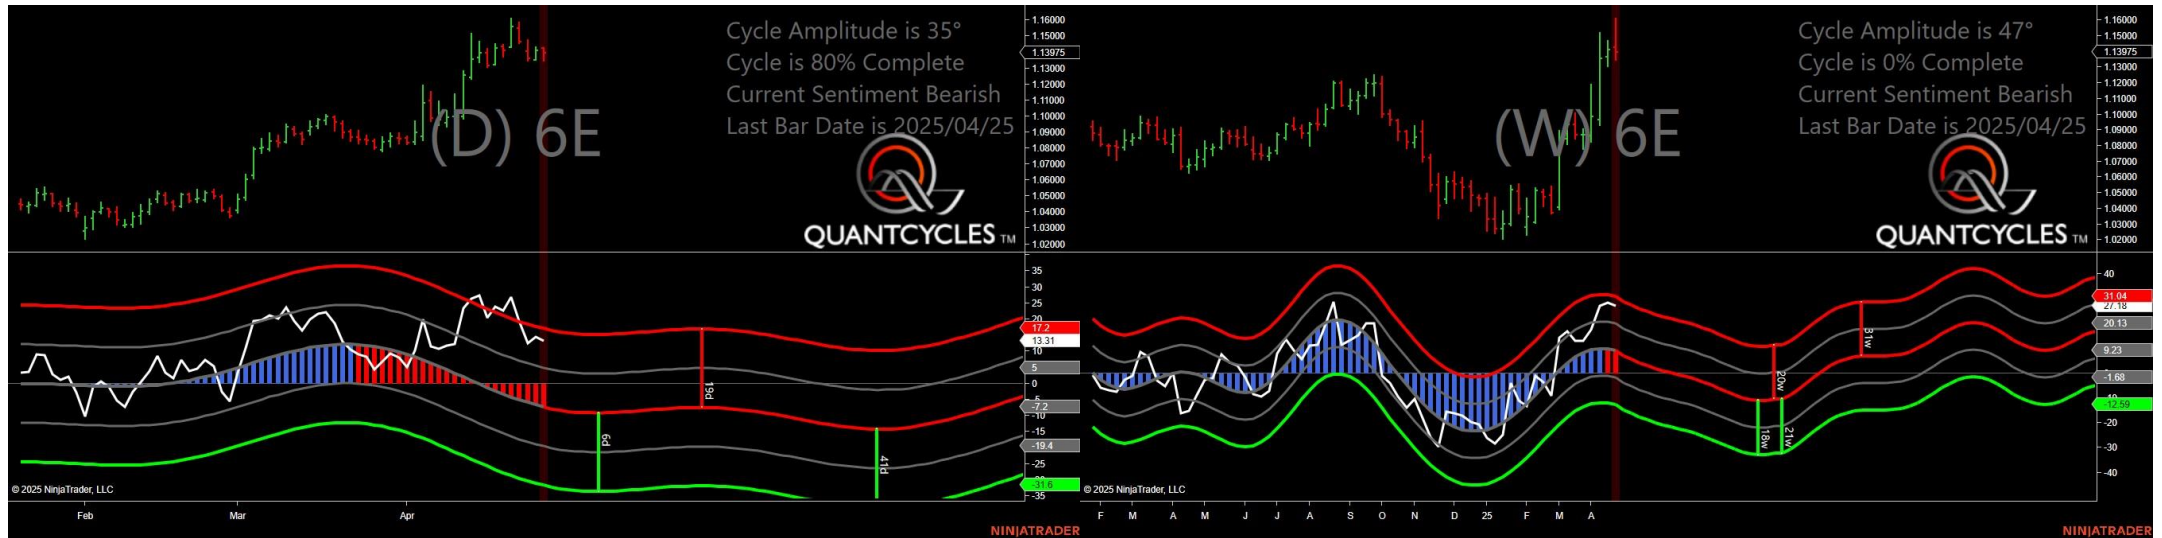 Cycle Amplitude is 35°
Cycle is 80% Complete
Current Sentiment Bearish
Last Bar Date is 2025/04/25
(D) 6E
QUANTCYCLES TM
1.16000
1.15000
1.13975
1.13000
1.12000
1.11000
1.10000
1.09000
1.08000
1.07000
1.06000
1.05000
1.04000
1.03000
1.02000
35
30
25
20
17.2
13.31
10
5
0
-7.2
-10
-15
-19.4
-25
-31.6
-35
19d
6d
41d
© 2025 NinjaTrader, LLC
Feb Mar Apr
NINJATRADER
Cycle Amplitude is 47°
Cycle is 0% Complete
Current Sentiment Bearish
Last Bar Date is 2025/04/25
(W) 6E
QUANTCYCLES TM
1.16000
1.15000
1.13975
1.13000
1.12000
1.11000
1.10000
1.09000
1.08000
1.07000
1.06000
1.05000
1.04000
1.03000
1.02000
40
31.04
27.18
20.13
9.23
-1.68
-12.59
-20
-30
-40
31w
20w
18w
21w
© 2025 NinjaTrader, LLC
F M A M J J A S O N D 25 F M A
NINJATRADER